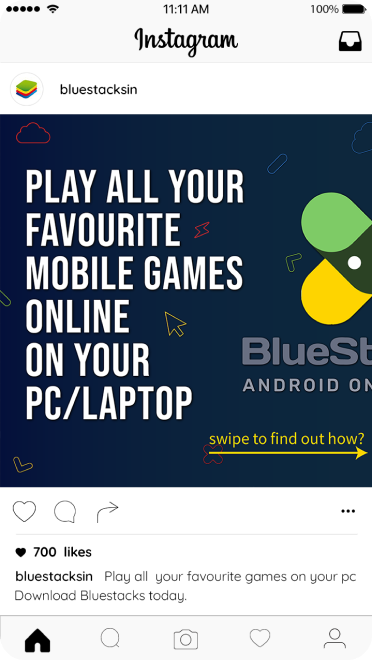 11:11 AM
100%
Instagram
bluestacksin
PLAY ALL YOUR
FAVOURITE
MOBILE GAMES
ONLINE
ON YOUR
PC/LAPTOP
BlueSt
ANDROID ON
swipe to find out how?
700 likes
bluestacksin Play all your favourite games on your pc
Download Bluestacks today.